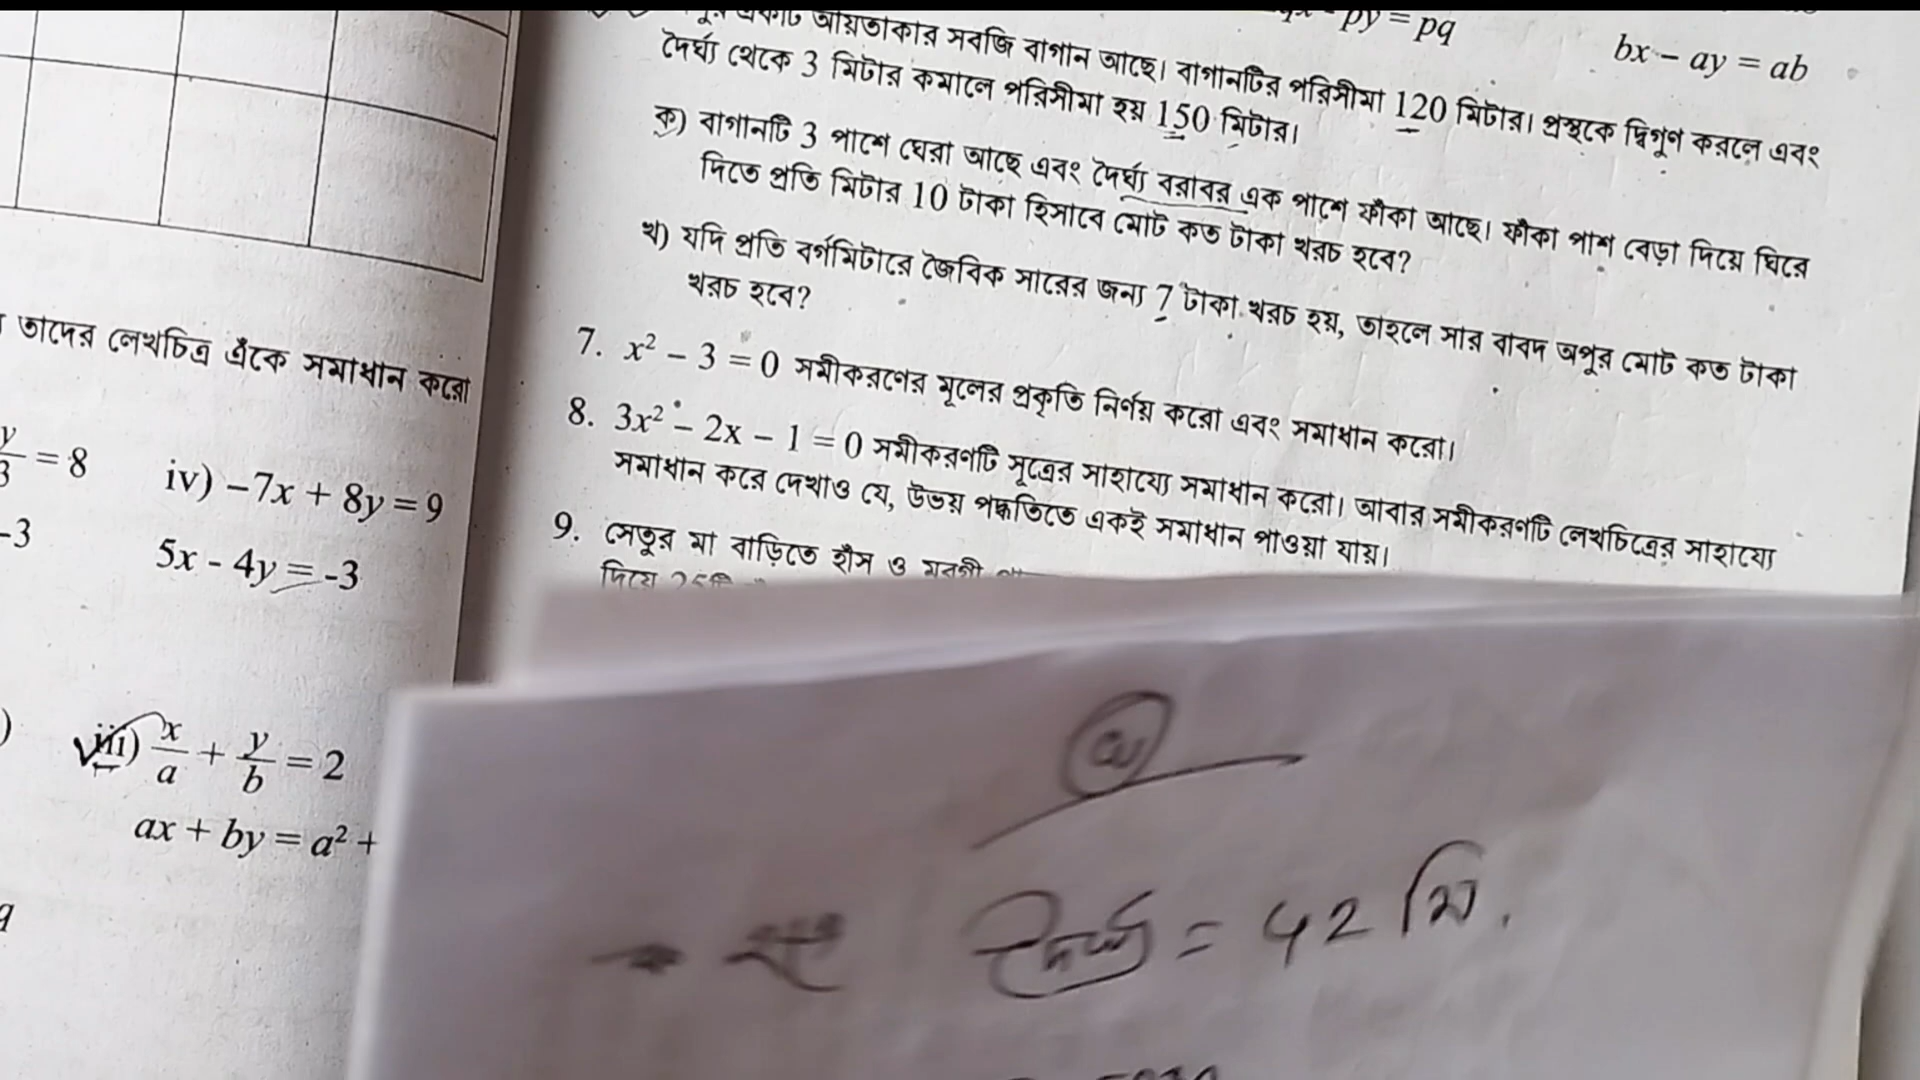 তাদের লেখচিত্র এঁকে সমাধান করো
y/3 = 8
iv) –7x + 8y = 9
-3
5x - 4y = -3
iii) x/a + y/b = 2
ax + by = a² +
q
py = pq
bx – ay = ab
একটি আয়তাকার সবজি বাগান আছে। বাগানটির পরিসীমা 120 মিটার। প্রস্থকে দ্বিগুণ করলে এবং
দৈর্ঘ্য থেকে 3 মিটার কমালে পরিসীমা হয় 150 মিটার।
ক) বাগানটি 3 পাশে ঘেরা আছে এবং দৈর্ঘ্য বরাবর এক পাশে ফাঁকা আছে। ফাঁকা পাশ বেড়া দিয়ে ঘিরে
দিতে প্রতি মিটার 10 টাকা হিসাবে মোট কত টাকা খরচ হবে?
খ) যদি প্রতি বর্গমিটারে জৈবিক সারের জন্য 7 টাকা খরচ হয়, তাহলে সার বাবদ অপুর মোট কত টাকা
খরচ হবে?
7. x² – 3 = 0 সমীকরণের মূলের প্রকৃতি নির্ণয় করো এবং সমাধান করো।
8. 3x² – 2x – 1 = 0 সমীকরণটি সূত্রের সাহায্যে সমাধান করো। আবার সমীকরণটি লেখচিত্রের সাহায্যে
সমাধান করে দেখাও যে, উভয় পদ্ধতিতে একই সমাধান পাওয়া যায়।
9. সেতুর মা বাড়িতে হাঁস ও মুরগী
দিয়ে
দৈর্ঘ্য = 42 মি.